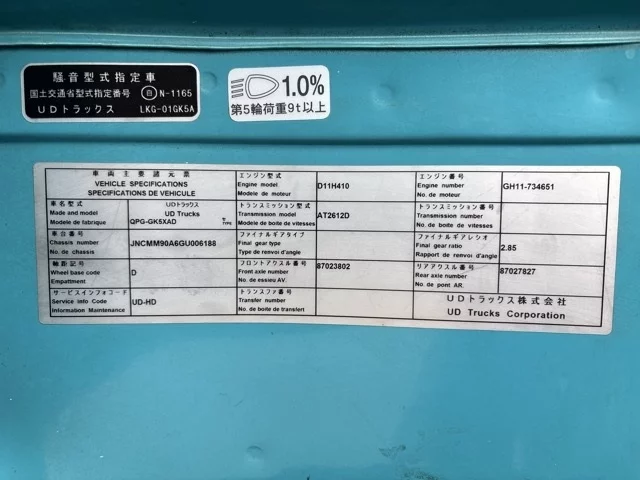 騒音型式指定車
国土交通省型式指定番号 自 N-1165
UDトラックス LKG-01GK5A
1.0%
第5輪荷重9t以上
車両主要諸元票
VEHICLE SPECIFICATIONS
SPECIFICATIONS DE VEHICULE
エンジン型式
Engine model D11H410
Modele de moteur
エンジン番号
Engine number GH11-734651
No. de moteur
車名型式 UDトラックス
Made and model UD Trucks
Modele de fabrique QPG-GK5XAD TYPE
トランスミッション型式
Transmission model AT2612D
Modele de boite de vitesses
トランスミッション番号
Transmission number
No. de boite de vitesses
車台番号
Chassis number JNCMM90A6GU006188
No. de chassis
ファイナルギアタイプ
Final gear type
Type de renvoi d'angle
ファイナルギアレシオ
Final gear ratio 2.85
Rapport de renvoi d'angle
軸距記号
Wheel base code D
Empattment
フロントアクスル番号 87023802
Front axle number
No. de essieu AV.
リアアクスル番号 87027827
Rear axle number
No. de pont AR.
サービスインフォコード
Service info Code UD-HD
Information Maintenance
トランスファ番号
Transfer number
No. de boite de transfert
UDトラックス株式会社
UD Trucks Corporation